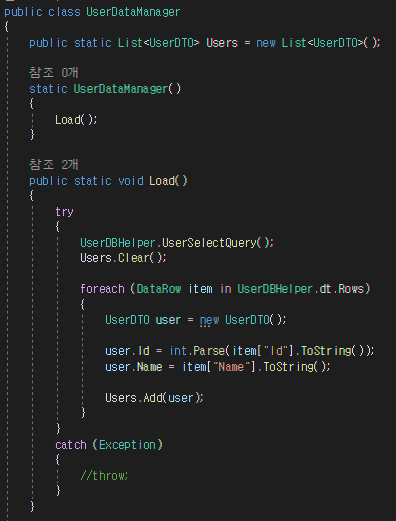 public class UserDataManager
{
public static List<UserDTO> Users = new List<UserDTO>();
참조 0개
static UserDataManager()
{
Load();
}
참조 2개
public static void Load()
{
try
{
UserDBHelper.UserSelectQuery();
Users.Clear();
foreach (DataRow item in UserDBHelper.dt.Rows)
{
UserDTO user = new UserDTO();
user.Id = int.Parse(item["Id"].ToString());
user.Name = item["Name"].ToString();
Users.Add(user);
}
}
catch (Exception)
{
//throw;
}
}